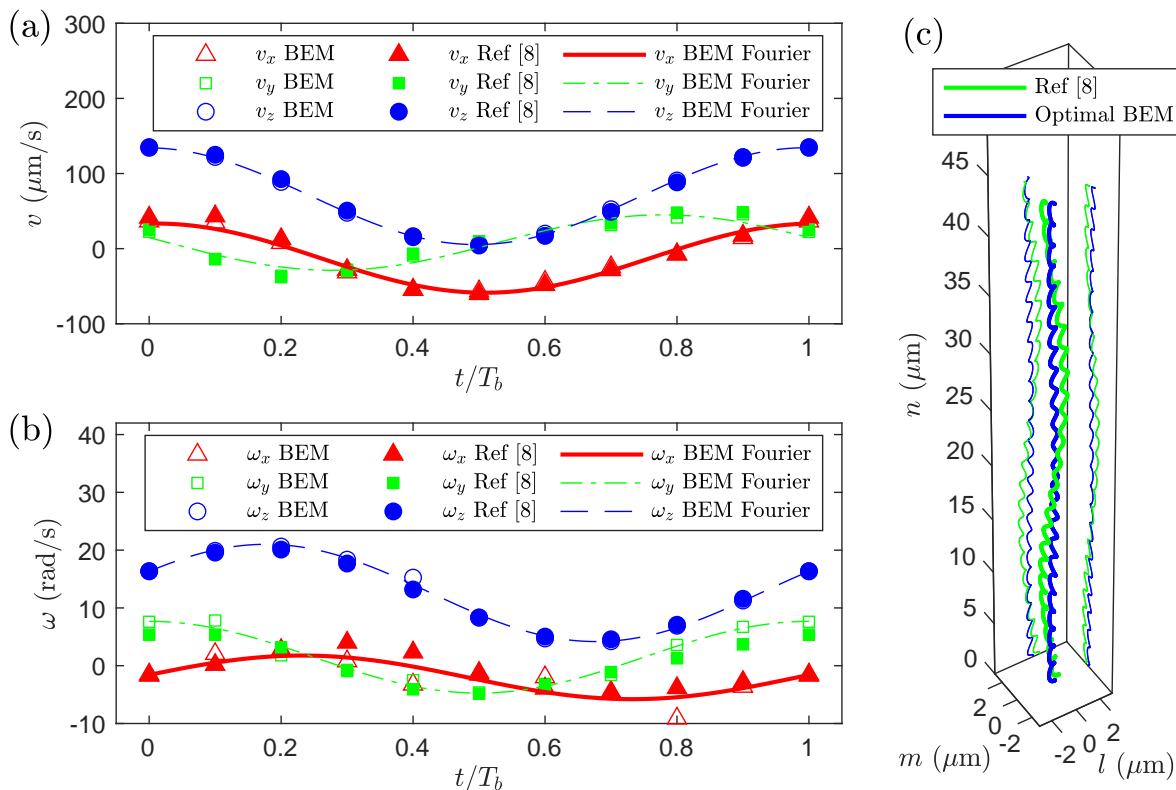 (a)
300
200
100
0
-100
v (μm/s)
v_x BEM v_x Ref [8] v_x BEM Fourier
v_y BEM v_y Ref [8] v_y BEM Fourier
v_z BEM v_z Ref [8] v_z BEM Fourier
0 0.2 0.4 0.6 0.8 1
t/T_b
(b)
40
30
20
10
0
-10
ω (rad/s)
ω_x BEM ω_x Ref [8] ω_x BEM Fourier
ω_y BEM ω_y Ref [8] ω_y BEM Fourier
ω_z BEM ω_z Ref [8] ω_z BEM Fourier
0 0.2 0.4 0.6 0.8 1
t/T_b
(c)
Ref [8]
Optimal BEM
45
40
35
30
25
20
15
10
5
0
n (μm)
2
0
-2
m (μm)
-2
0
2
l (μm)